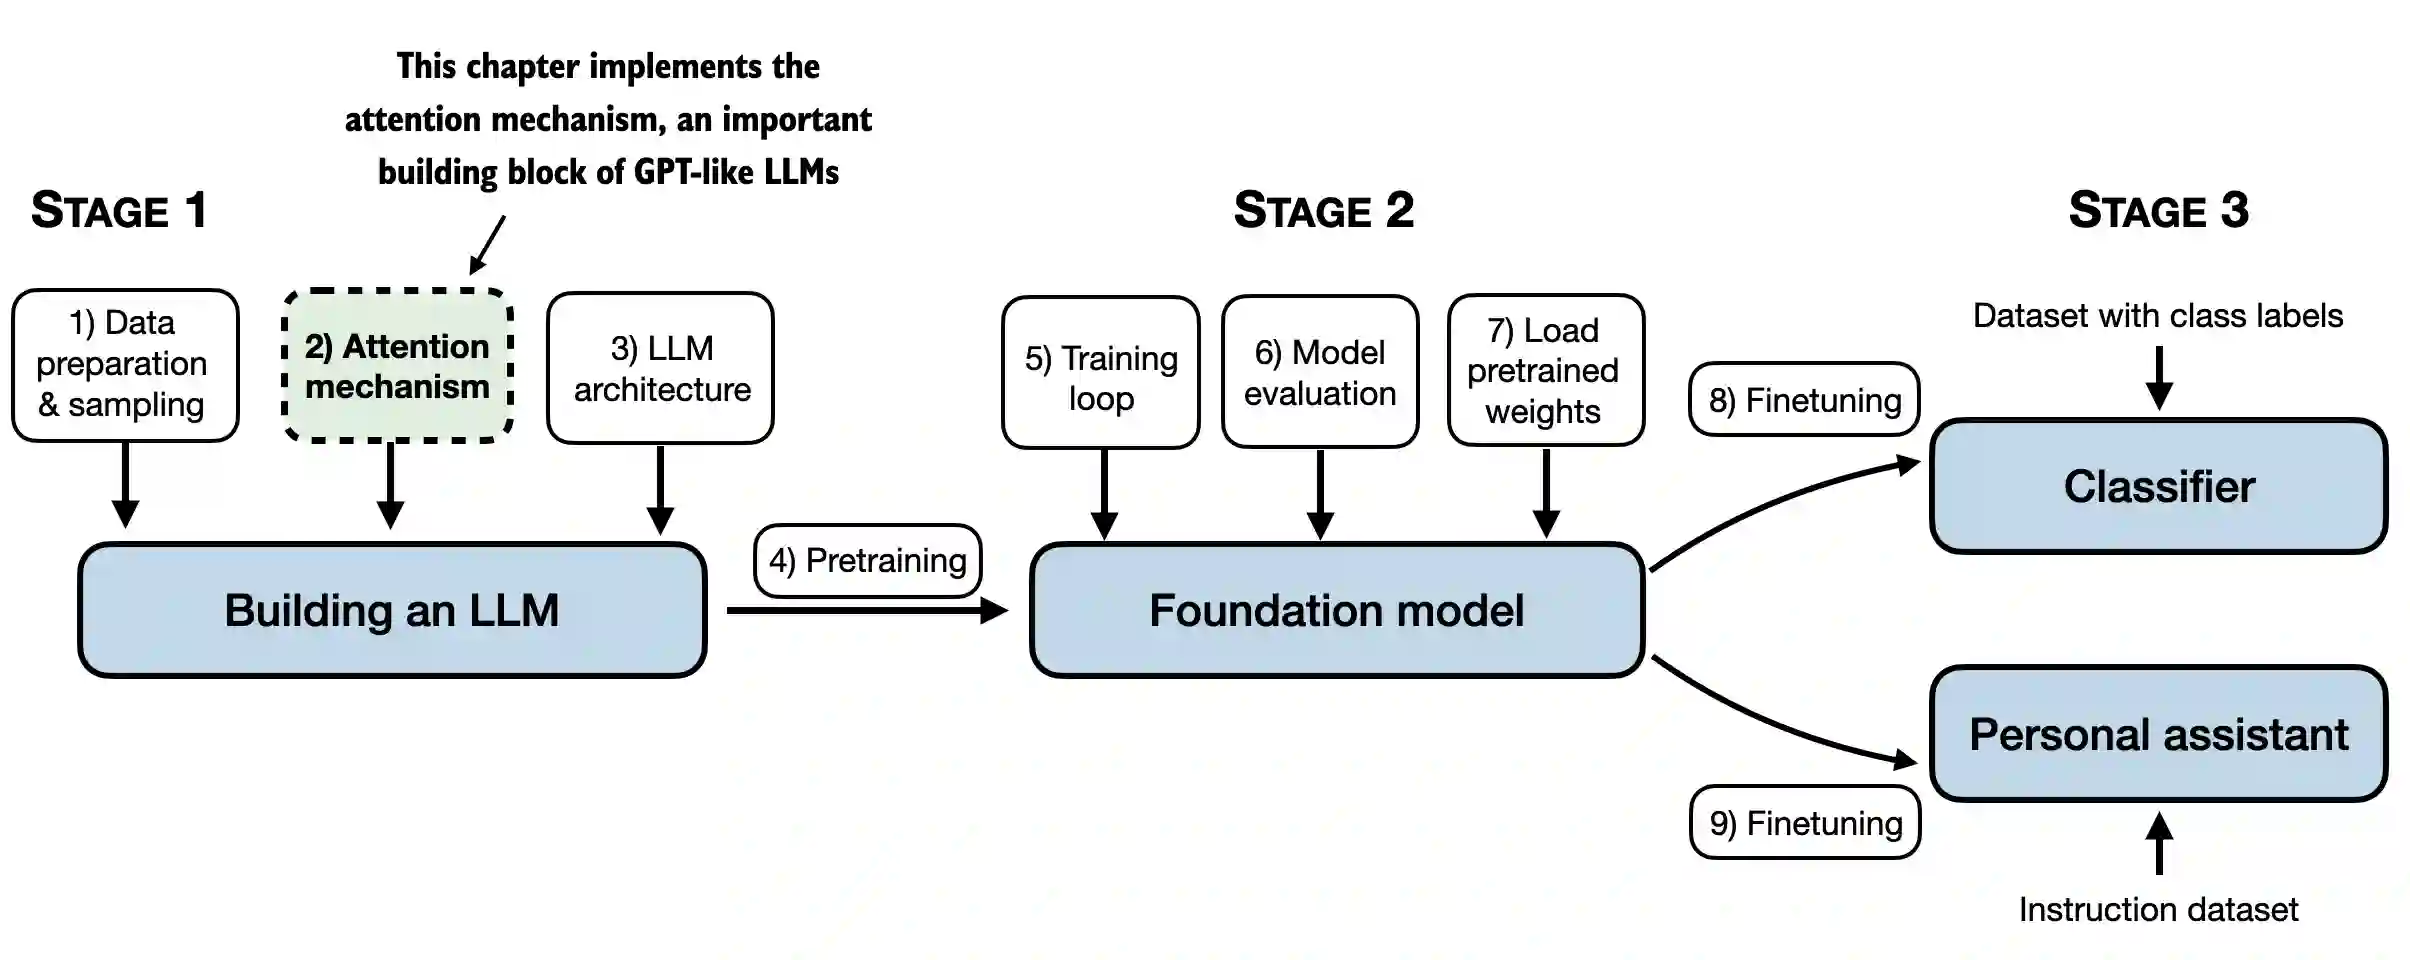 This chapter implements the
attention mechanism, an important
building block of GPT-like LLMs
STAGE 1
STAGE 2
STAGE 3
1) Data
preparation
& sampling
2) Attention
mechanism
3) LLM
architecture
5) Training
loop
6) Model
evaluation
7) Load
pretrained
weights
Dataset with class labels
8) Finetuning
Classifier
4) Pretraining
Building an LLM
Foundation model
Personal assistant
9) Finetuning
Instruction dataset